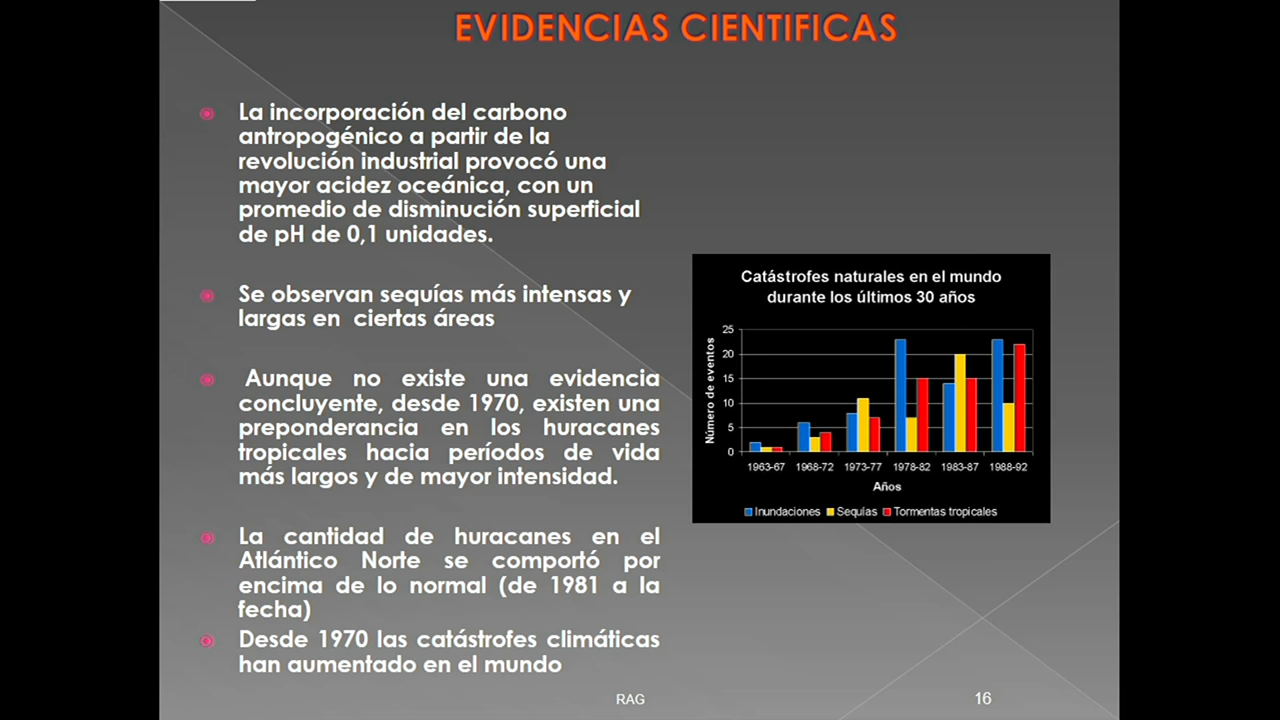 EVIDENCIAS CIENTIFICAS
La incorporación del carbono
antropogénico a partir de la
revolución industrial provocó una
mayor acidez oceánica, con un
promedio de disminución superficial
de pH de 0,1 unidades.
Se observan sequías más intensas y
largas en ciertas áreas
Aunque no existe una evidencia
concluyente, desde 1970, existen una
preponderancia en los huracanes
tropicales hacia períodos de vida
más largos y de mayor intensidad.
La cantidad de huracanes en el
Atlántico Norte se comportó por
encima de lo normal (de 1981 a la
fecha)
Desde 1970 las catástrofes climáticas
han aumentado en el mundo
Catástrofes naturales en el mundo
durante los últimos 30 años
Número de eventos
25
20
15
10
5
0
1963-67 1968-72 1973-77 1978-82 1983-87 1988-92
Años
Inundaciones Sequías Tormentas tropicales
RAG 16